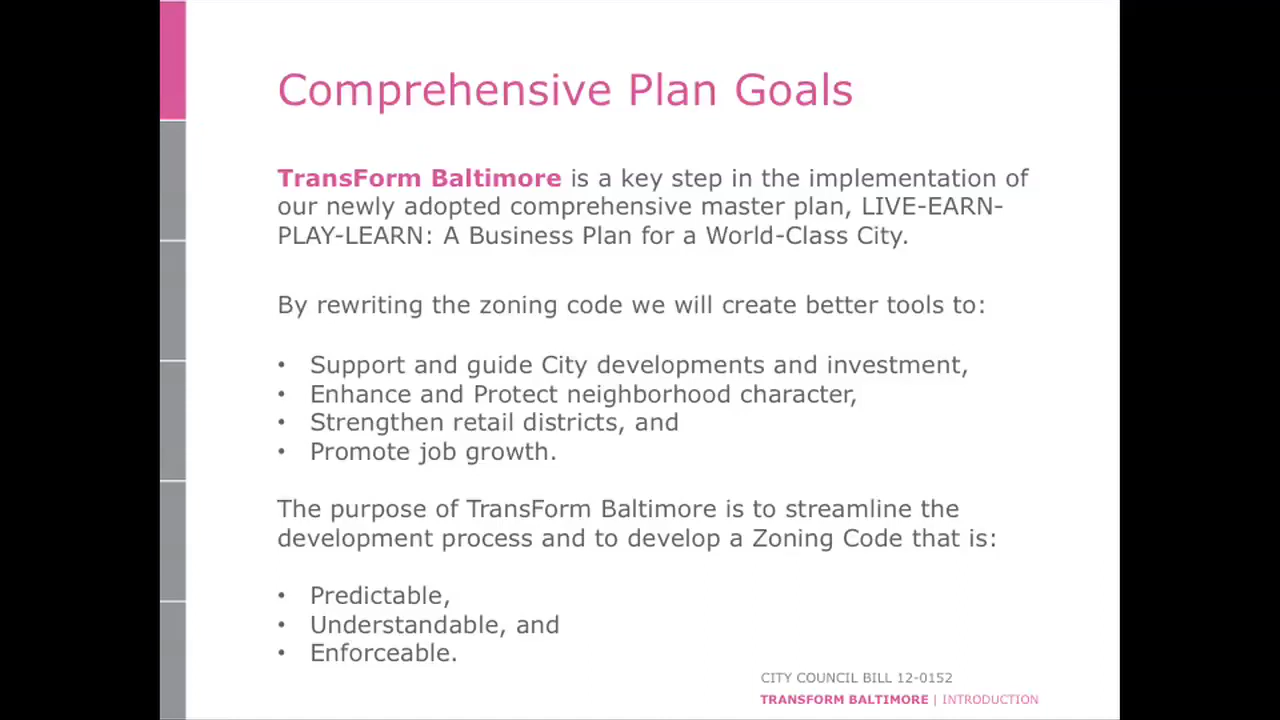 Comprehensive Plan Goals
TransForm Baltimore is a key step in the implementation of
our newly adopted comprehensive master plan, LIVE-EARN-
PLAY-LEARN: A Business Plan for a World-Class City.
By rewriting the zoning code we will create better tools to:
• Support and guide City developments and investment,
• Enhance and Protect neighborhood character,
• Strengthen retail districts, and
• Promote job growth.
The purpose of TransForm Baltimore is to streamline the
development process and to develop a Zoning Code that is:
• Predictable,
• Understandable, and
• Enforceable.
CITY COUNCIL BILL 12-0152
TRANSFORM BALTIMORE | INTRODUCTION